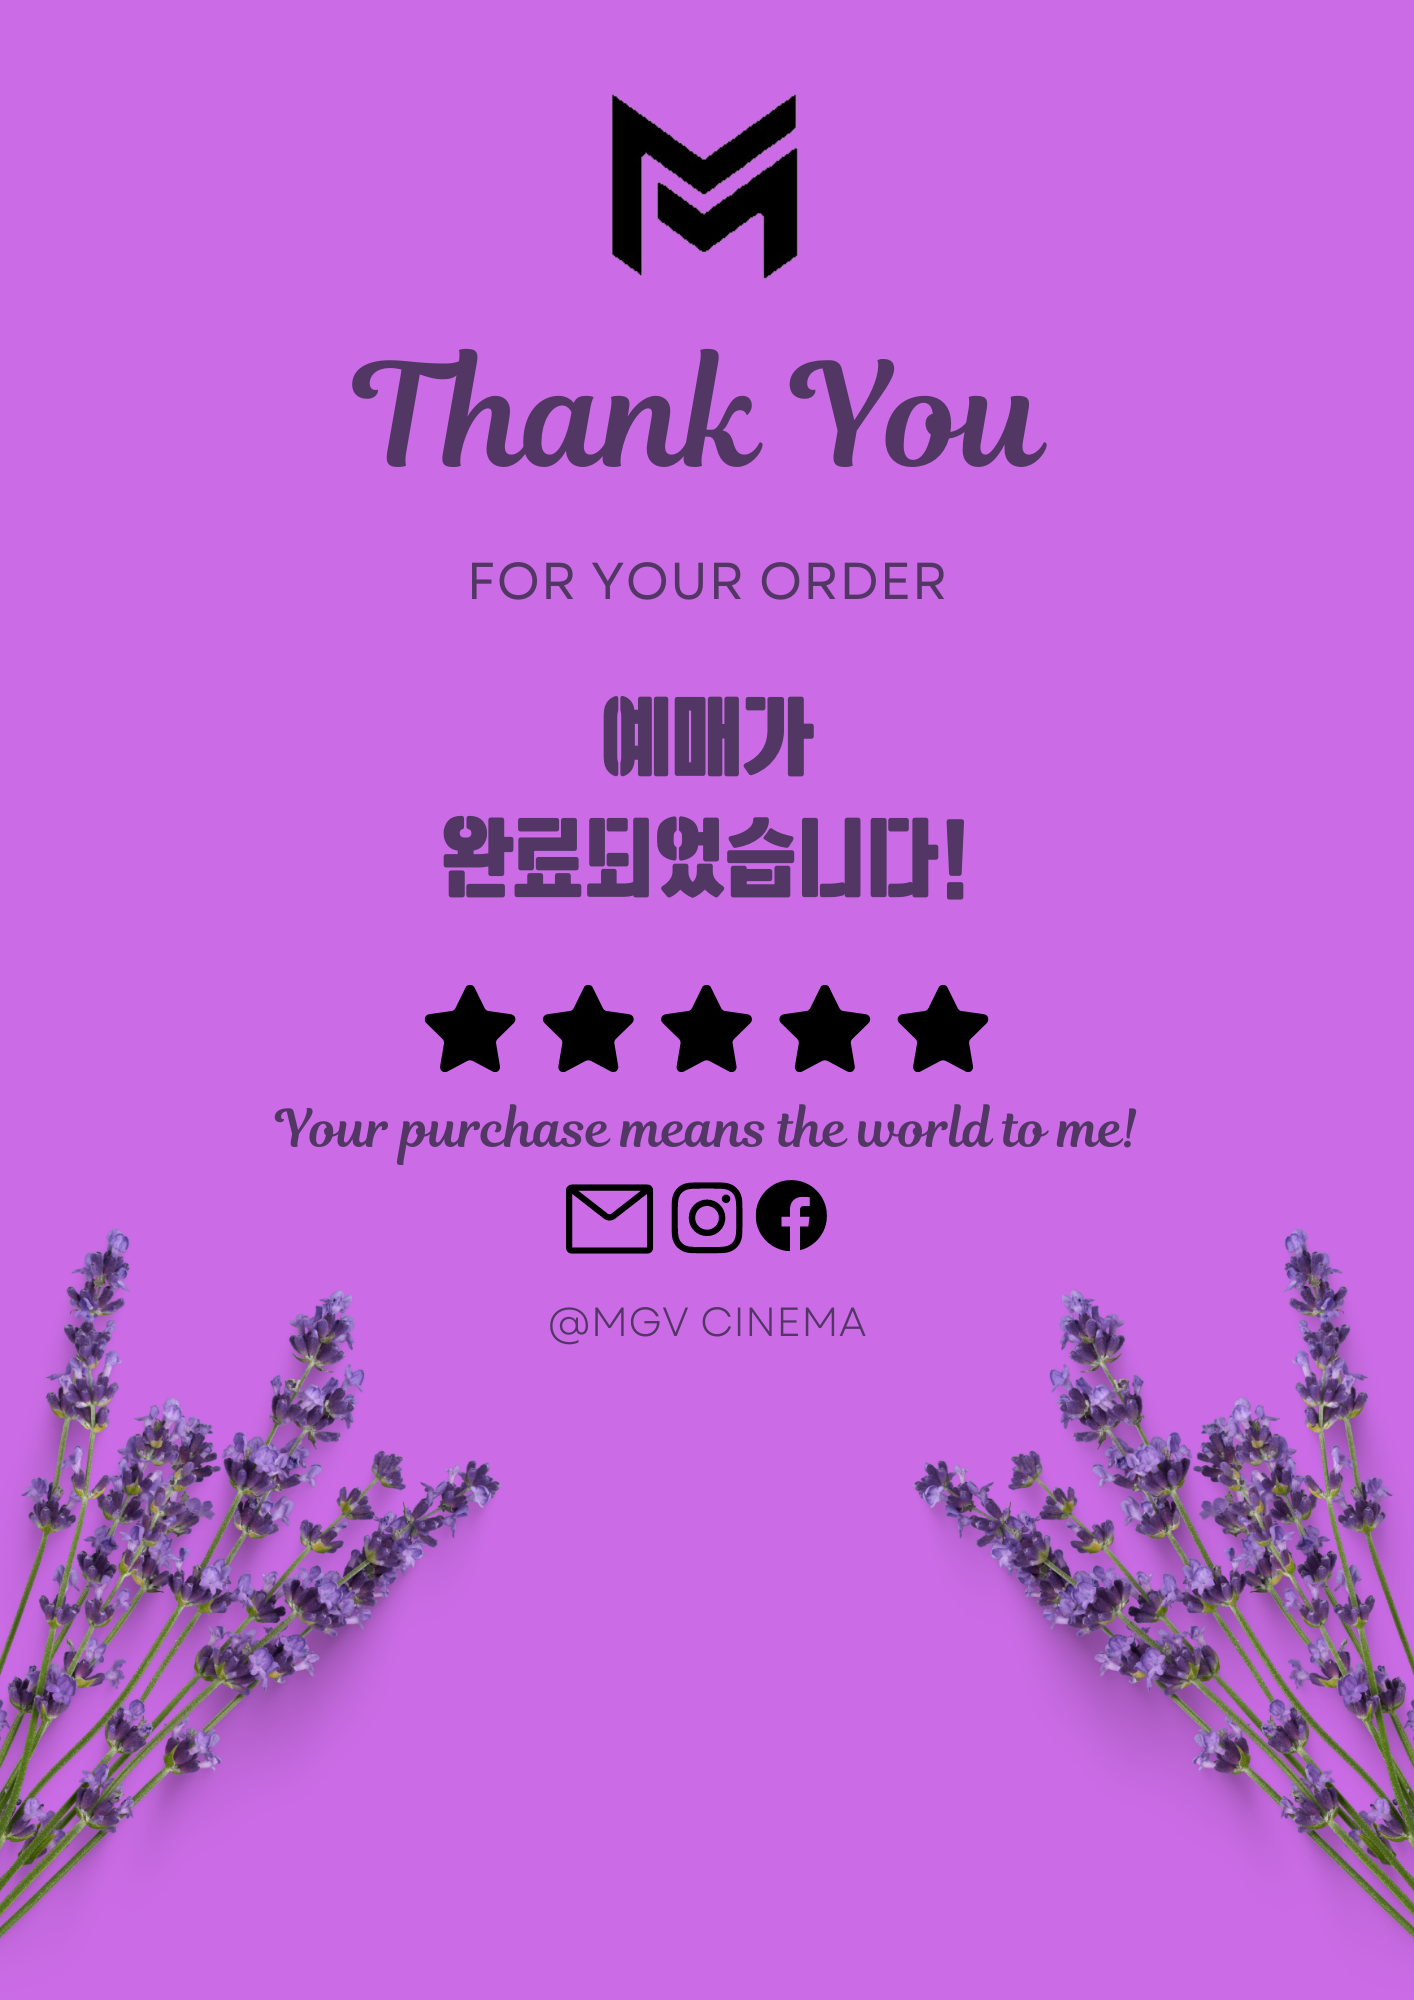 Thank You
FOR YOUR ORDER
예매가
완료되었습니다!
Your purchase means the world to me!
@MGV CINEMA